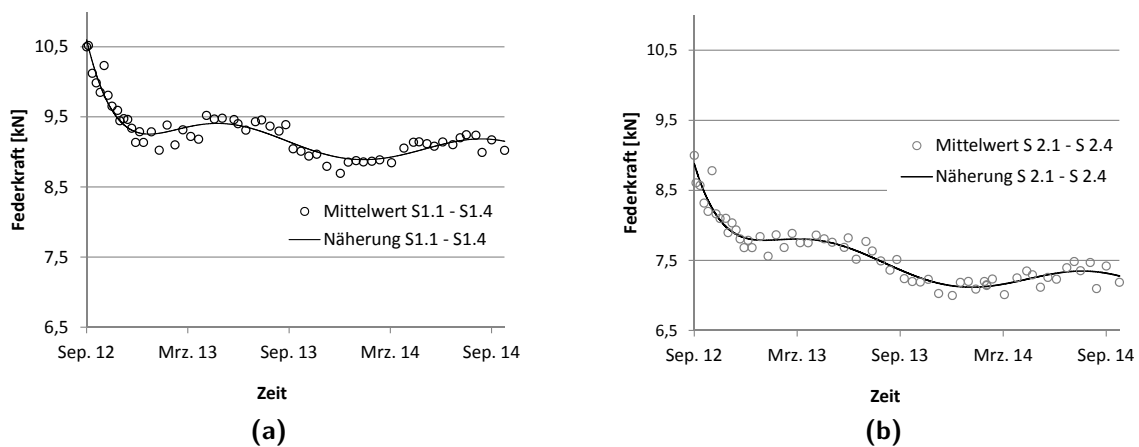 10,5
9,5
8,5
7,5
6,5
Federkraft [kN]
Mittelwert S1.1 - S1.4
Näherung S1.1 - S1.4
Sep. 12 Mrz. 13 Sep. 13 Mrz. 14 Sep. 14
Zeit
(a)
10,5
9,5
8,5
7,5
6,5
Federkraft [kN]
Mittelwert S 2.1 - S 2.4
Näherung S 2.1 - S 2.4
Sep. 12 Mrz. 13 Sep. 13 Mrz. 14 Sep. 14
Zeit
(b)